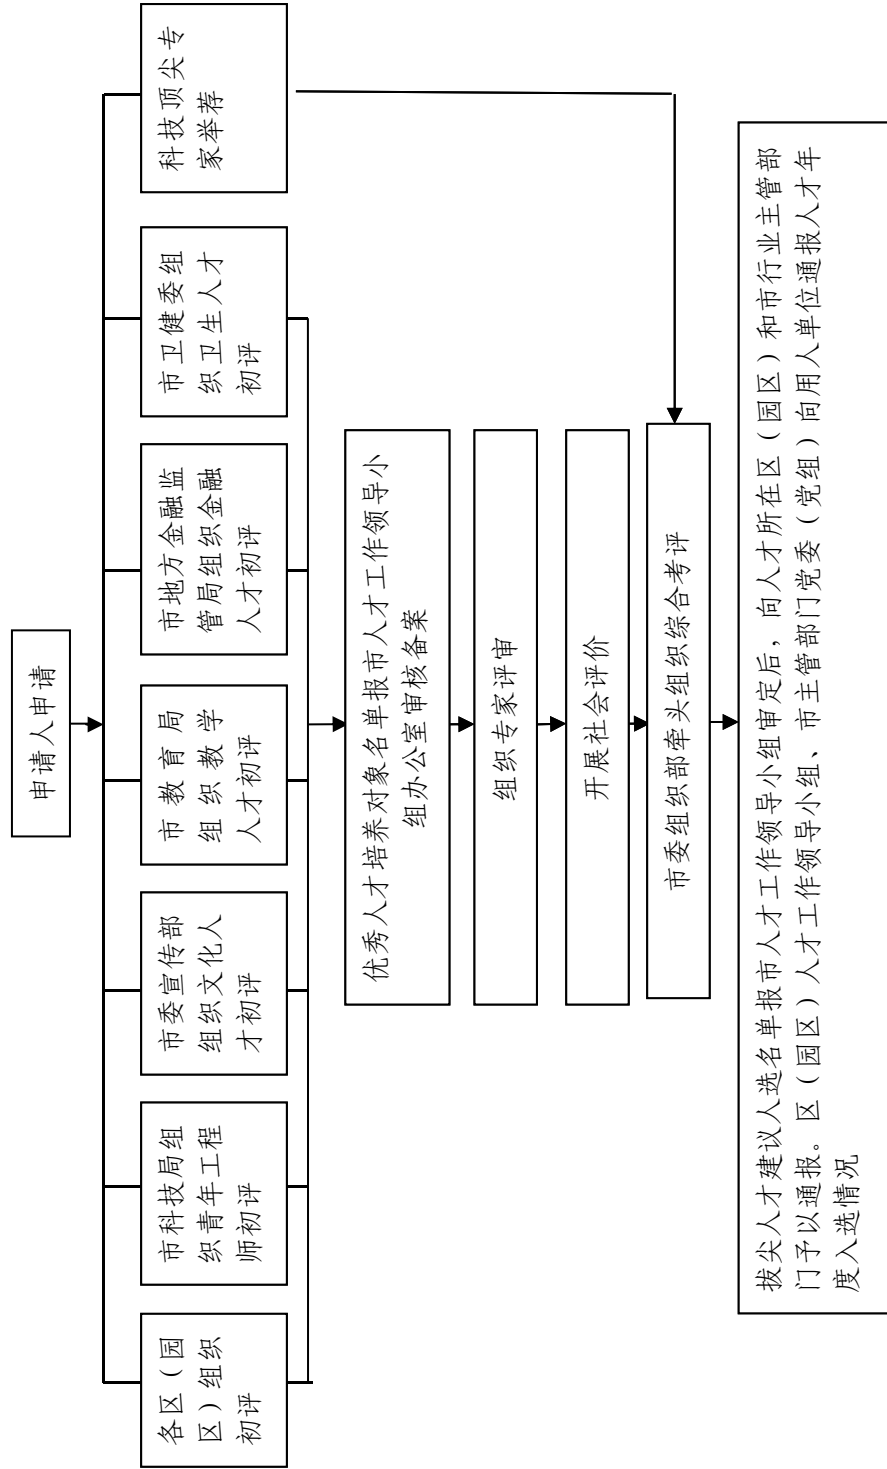 申请人申请
各区（园
区）组织
初评
市科技局组
织青年工程
师初评
市委宣传部
组织文化人
才初评
市教育局
组织教学
人才初评
市地方金融监
管局组织金融
人才初评
市卫健委组
织卫生人才
初评
科技顶尖专
家举荐
优秀人才培养对象名单报市人才工作领导小
组办公室审核备案
组织专家评审
开展社会评价
市委组织部牵头组织综合考评
拔尖人才建议人选名单报市人才工作领导小组审定后，向人才所在区（园区）和市行业主管部
门予以通报。区（园区）人才工作领导小组、市主管部门党委（党组）向用人单位通报人才年
度入选情况